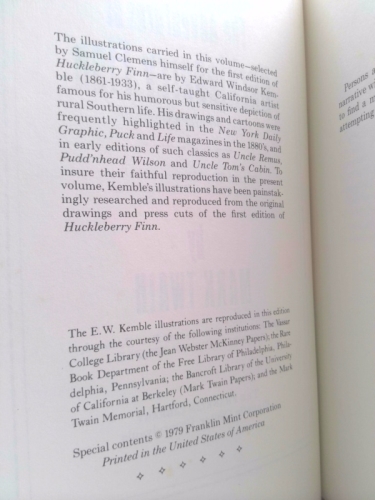 The illustrations carried in this volume—selected
by Samuel Clemens himself for the first edition of
Huckleberry Finn—are by Edward Windsor Kem-
ble (1861-1933), a self-taught California artist
famous for his humorous but sensitive depiction of
rural Southern life. His drawings and cartoons were
frequently highlighted in the New York Daily
Graphic, Puck and Life magazines in the 1880's, and
in early editions of such classics as Uncle Remus,
Pudd'nhead Wilson and Uncle Tom's Cabin. To
insure their faithful reproduction in the present
volume, Kemble's illustrations have been painstak-
ingly researched and reproduced from the original
drawings and press cuts of the first edition of
Huckleberry Finn.
The E. W. Kemble illustrations are reproduced in this edition
through the courtesy of the following institutions: The Vassar
College Library (the Jean Webster McKinney Papers); the Rare
Book Department of the Free Library of Philadelphia, Phila-
delphia, Pennsylvania; the Bancroft Library of the University
of California at Berkeley (Mark Twain Papers); and the Mark
Twain Memorial, Hartford, Connecticut.
Special contents © 1979 Franklin Mint Corporation
Printed in the United States of America
Persons a
narrative w
to find a m
attempting
BY
MARK TWAIN